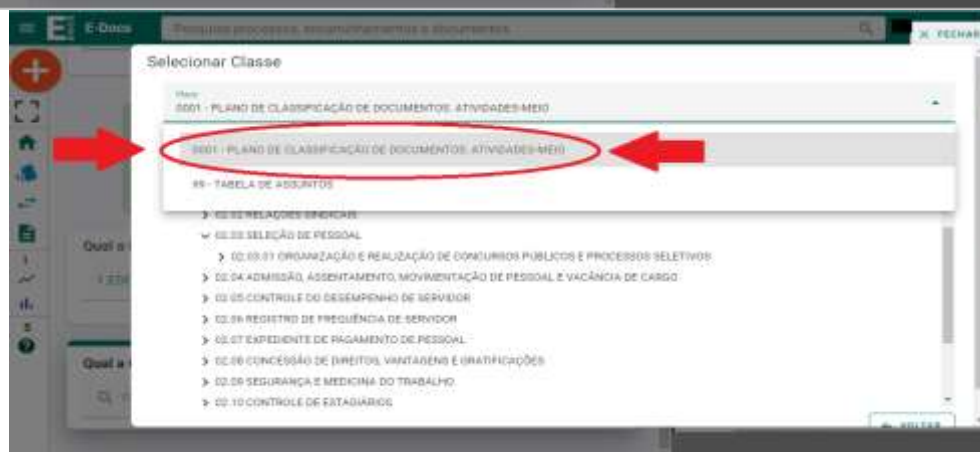 E-Docs
Pesquise processos, encaminhamentos e documentos
FECHAR
Selecionar Classe
Plano
0001 - PLANO DE CLASSIFICAÇÃO DE DOCUMENTOS: ATIVIDADES-MEIO
0001 - PLANO DE CLASSIFICAÇÃO DE DOCUMENTOS: ATIVIDADES-MEIO
99 - TABELA DE ASSUNTOS
02.02 RELAÇÕES SINDICAIS
02.03 SELEÇÃO DE PESSOAL
02.03.01 ORGANIZAÇÃO E REALIZAÇÃO DE CONCURSOS PÚBLICOS E PROCESSOS SELETIVOS
02.04 ADMISSÃO, ASSENTAMENTO, MOVIMENTAÇÃO DE PESSOAL E VACÂNCIA DE CARGO
02.05 CONTROLE DO DESEMPENHO DE SERVIDOR
02.06 REGISTRO DE FREQUÊNCIA DE SERVIDOR
02.07 EXPEDIENTE DE PAGAMENTO DE PESSOAL
02.08 CONCESSÃO DE DIREITOS, VANTAGENS E GRATIFICAÇÕES
02.09 SEGURANÇA E MEDICINA DO TRABALHO
02.10 CONTROLE DE ESTAGIÁRIOS
Qual o
Qual a
VOLTAR